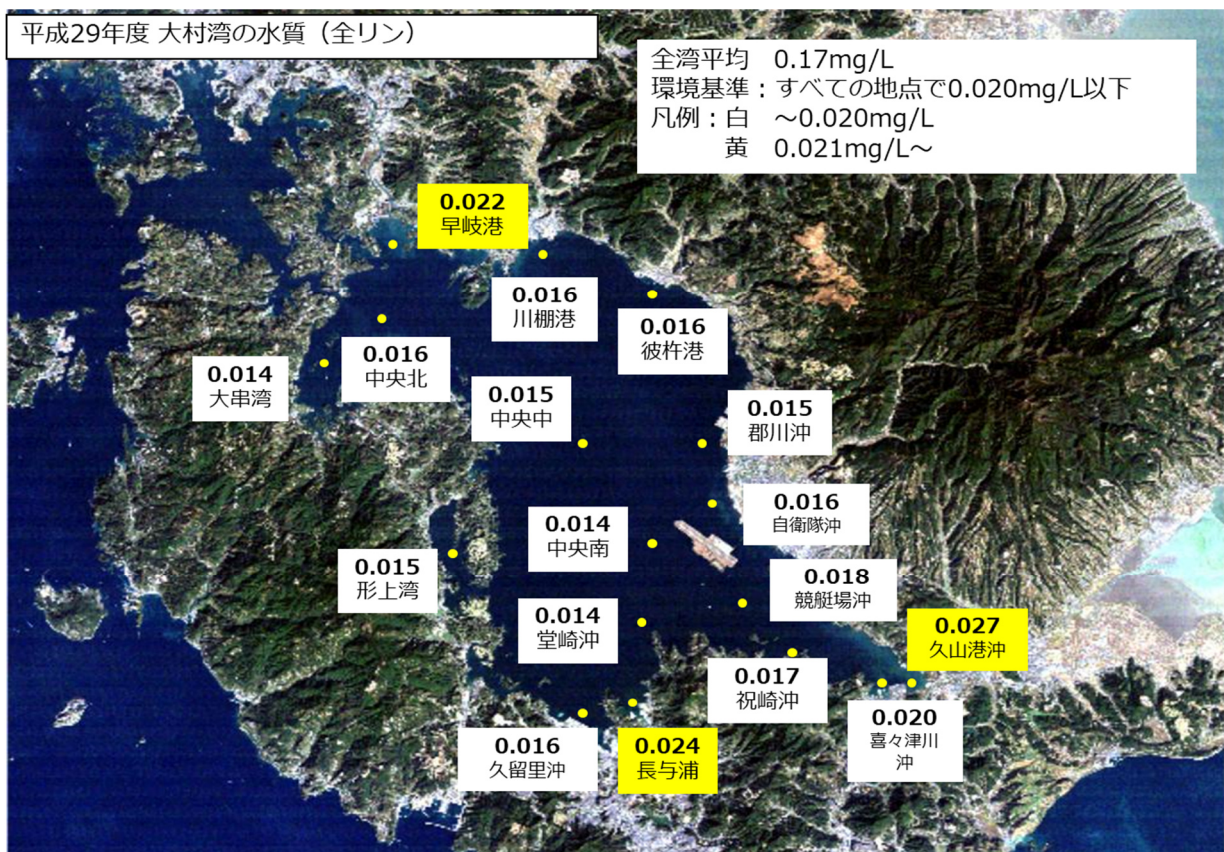 平成29年度 大村湾の水質（全リン）
全湾平均　0.17mg/L
環境基準：すべての地点で0.020mg/L以下
凡例：白　～0.020mg/L
黄　0.021mg/L～
0.022
早岐港
0.016
川棚港
0.016
彼杵港
0.016
中央北
0.014
大串湾
0.015
中央中
0.015
郡川沖
0.016
自衛隊沖
0.014
中央南
0.015
形上湾
0.018
競艇場沖
0.014
堂崎沖
0.027
久山港沖
0.017
祝崎沖
0.020
喜々津川
沖
0.016
久留里沖
0.024
長与浦